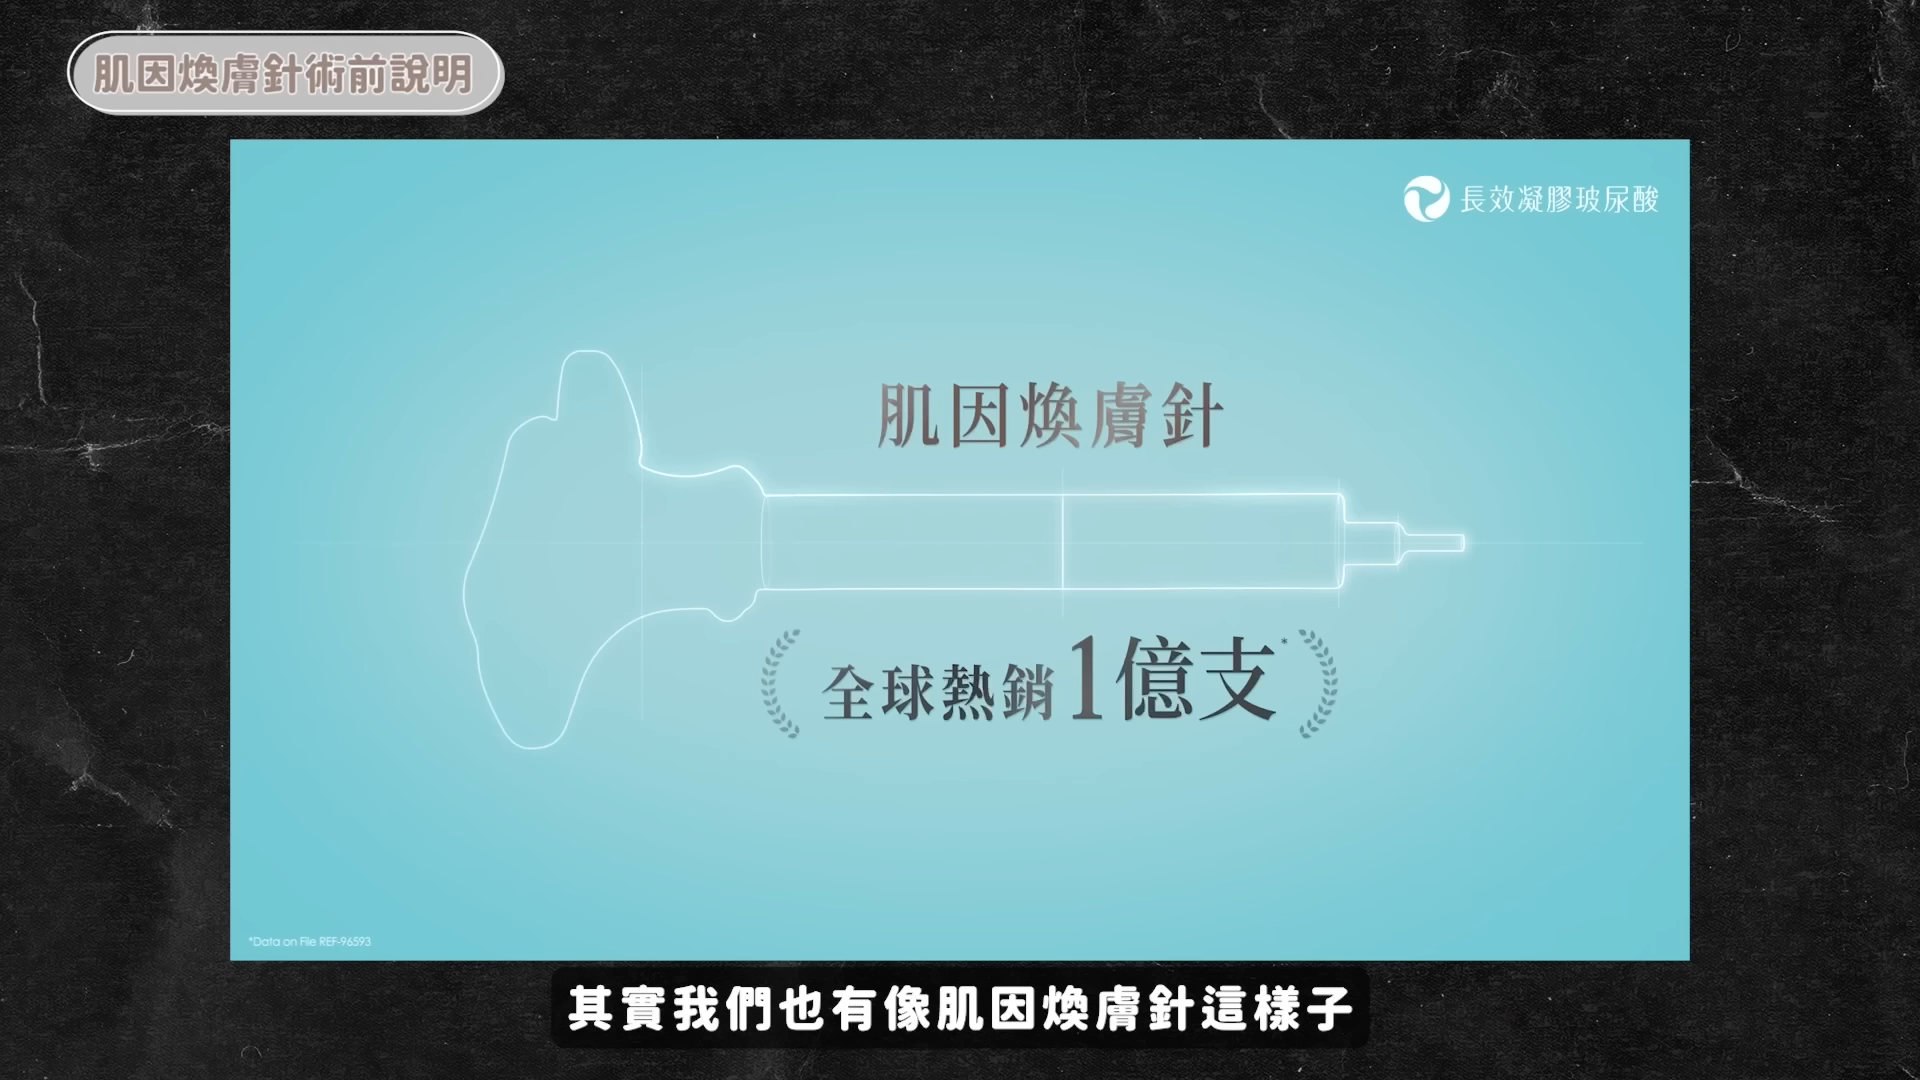 肌因煥膚針術前說明
長效凝膠玻尿酸
肌因煥膚針
全球熱銷1億支*
*Data on File REF-96593
其實我們也有像肌因煥膚針這樣子